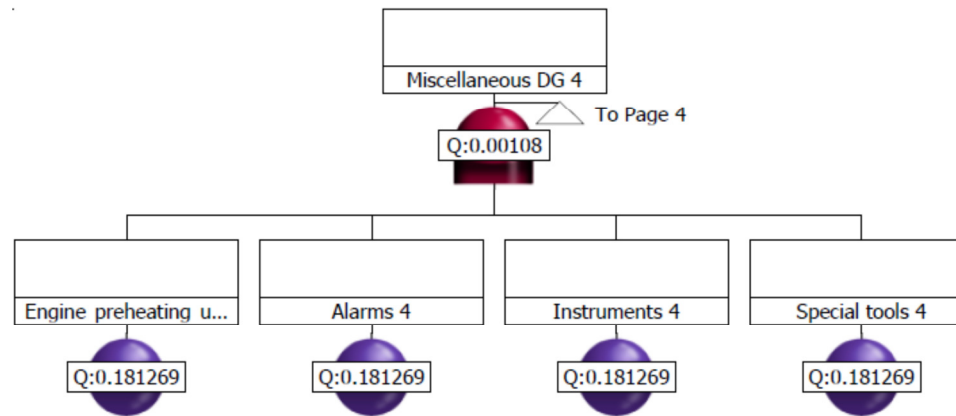 Miscellaneous DG 4
To Page 4
Q:0.00108
Engine preheating u...
Alarms 4
Instruments 4
Special tools 4
Q:0.181269
Q:0.181269
Q:0.181269
Q:0.181269